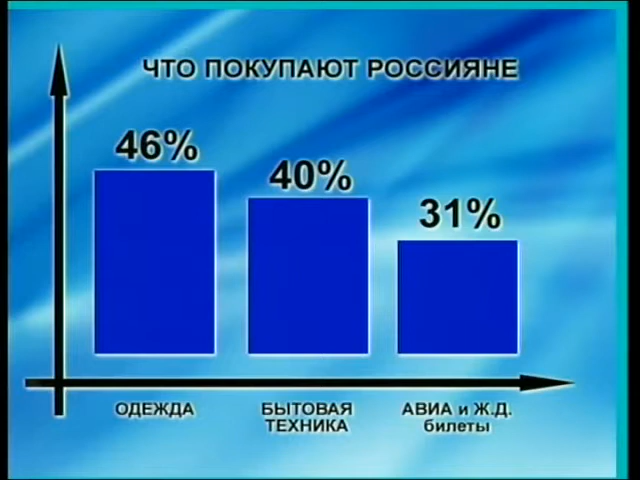 ЧТО ПОКУПАЮТ РОССИЯНЕ
46%
40%
31%
ОДЕЖДА
БЫТОВАЯ
ТЕХНИКА
АВИА и Ж.Д.
билеты